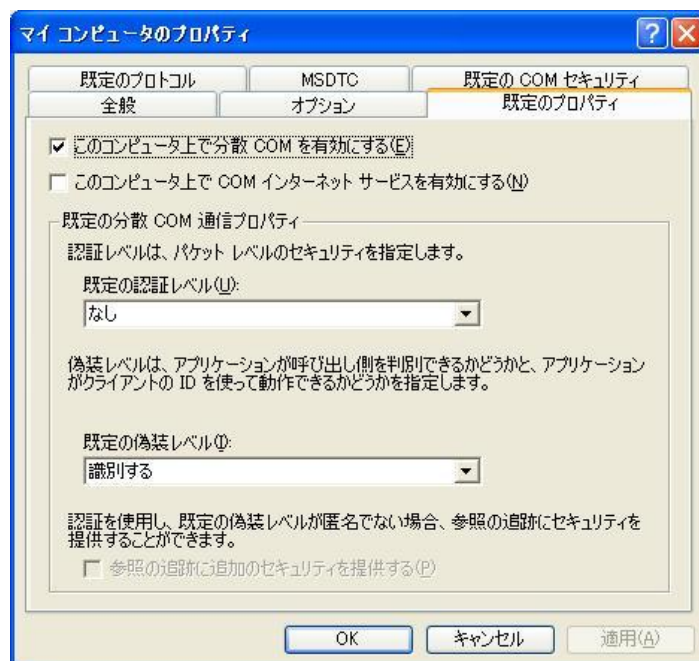 マイ コンピュータのプロパティ
既定のプロトコル MSDTC 既定の COM セキュリティ
全般 オプション 既定のプロパティ
このコンピュータ上で分散 COM を有効にする(E)
このコンピュータ上で COM インターネット サービスを有効にする(N)
既定の分散 COM 通信プロパティ
認証レベルは、パケット レベルのセキュリティを指定します。
既定の認証レベル(U):
なし
偽装レベルは、アプリケーションが呼び出し側を判別できるかどうかと、アプリケーション
がクライアントの ID を使って動作できるかどうかを指定します。
既定の偽装レベル(I):
識別する
認証を使用し、既定の偽装レベルが匿名でない場合、参照の追跡にセキュリティを
提供することができます。
参照の追跡に追加のセキュリティを提供する(P)
OK キャンセル 適用(A)